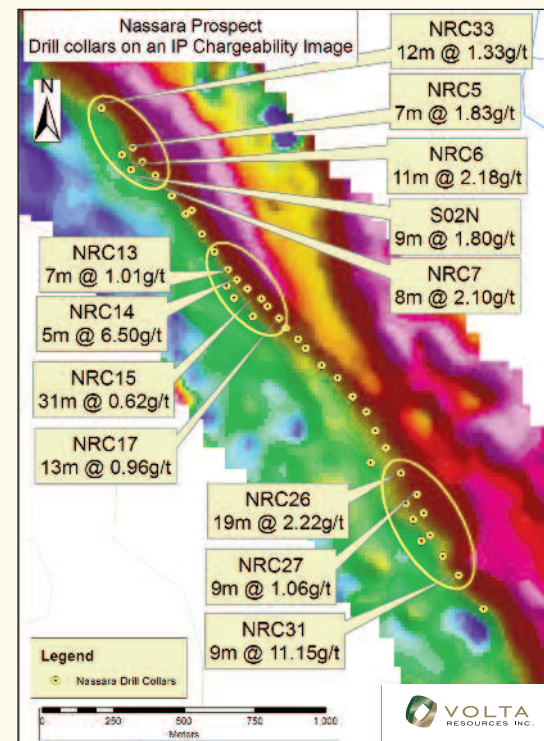 Nassara Prospect
Drill collars on an IP Chargeability Image
N
NRC33
12m @ 1.33g/t
NRC5
7m @ 1.83g/t
NRC6
11m @ 2.18g/t
S02N
9m @ 1.80g/t
NRC7
8m @ 2.10g/t
NRC13
7m @ 1.01g/t
NRC14
5m @ 6.50g/t
NRC15
31m @ 0.62g/t
NRC17
13m @ 0.96g/t
NRC26
19m @ 2.22g/t
NRC27
9m @ 1.06g/t
NRC31
9m @ 11.15g/t
Legend
Nassara Drill Collars
0 250 500 750 1,000
Meters
VOLTA
RESOURCES INC.